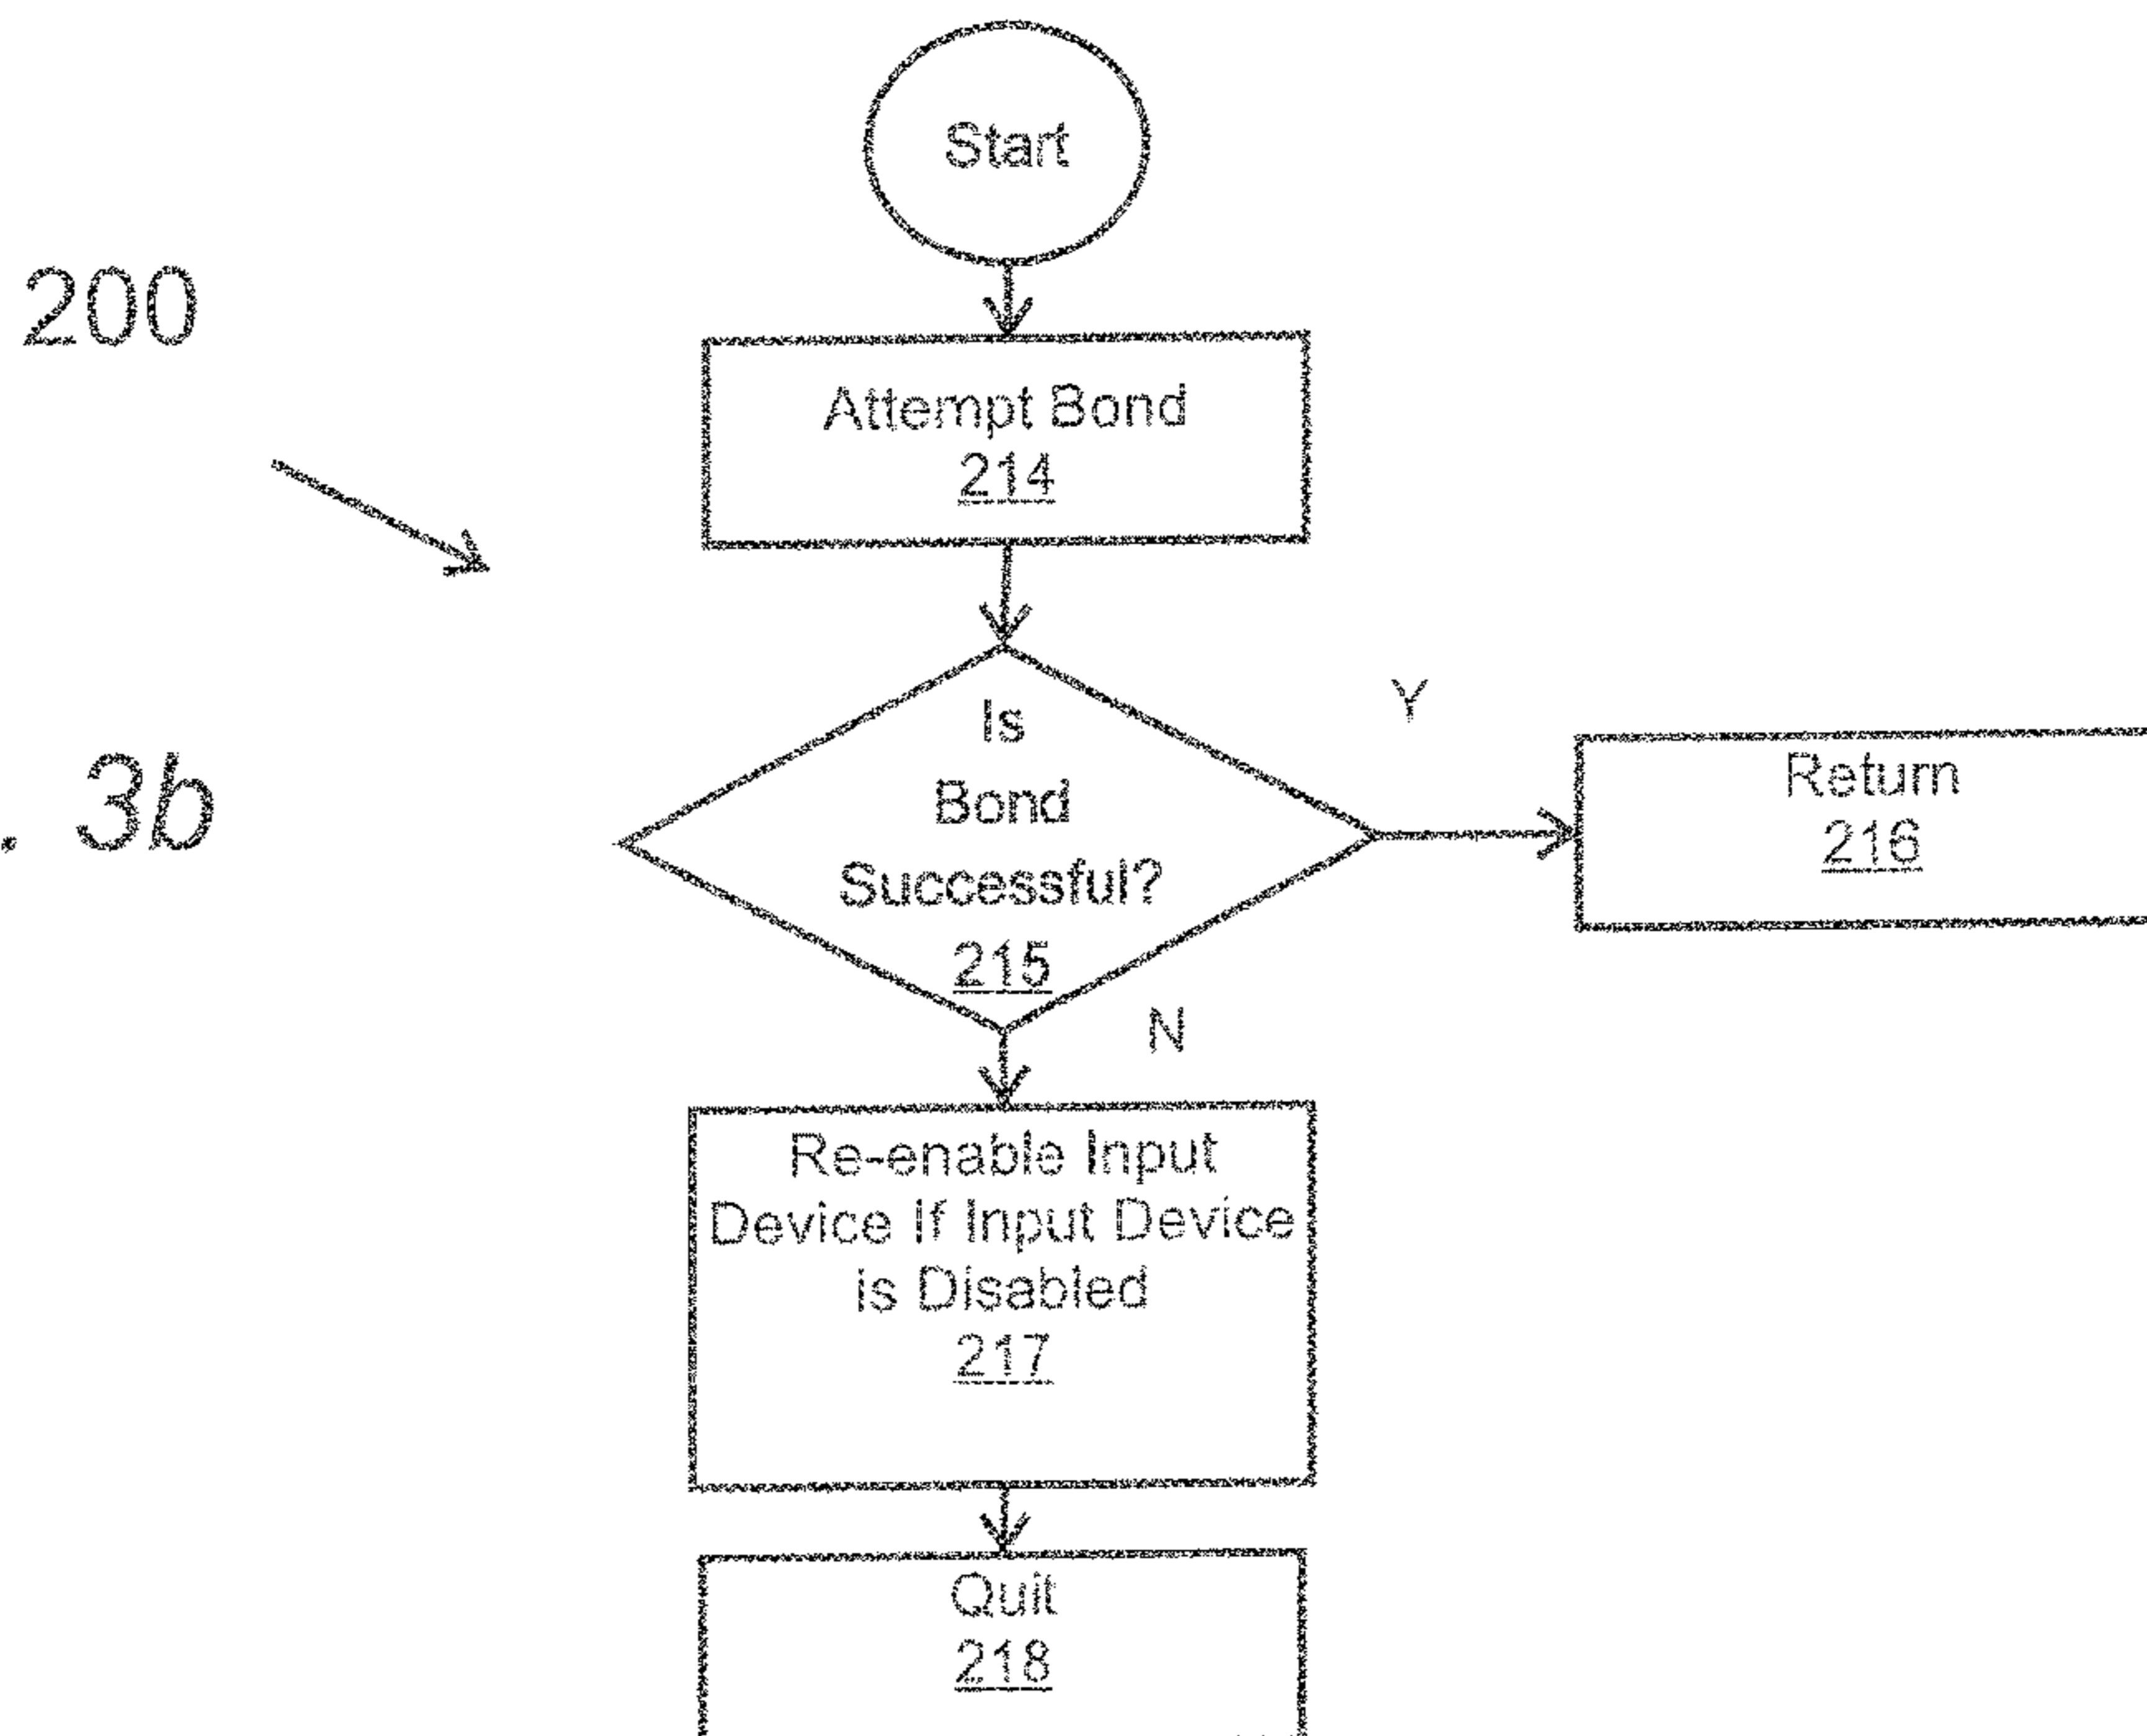 Start
200
Attempt Bond
214
Y
Is
Bond
Successful?
215
Return
216
. 3b
N
Re-enable Input
Device If Input Device
is Disabled
217
Quit
218